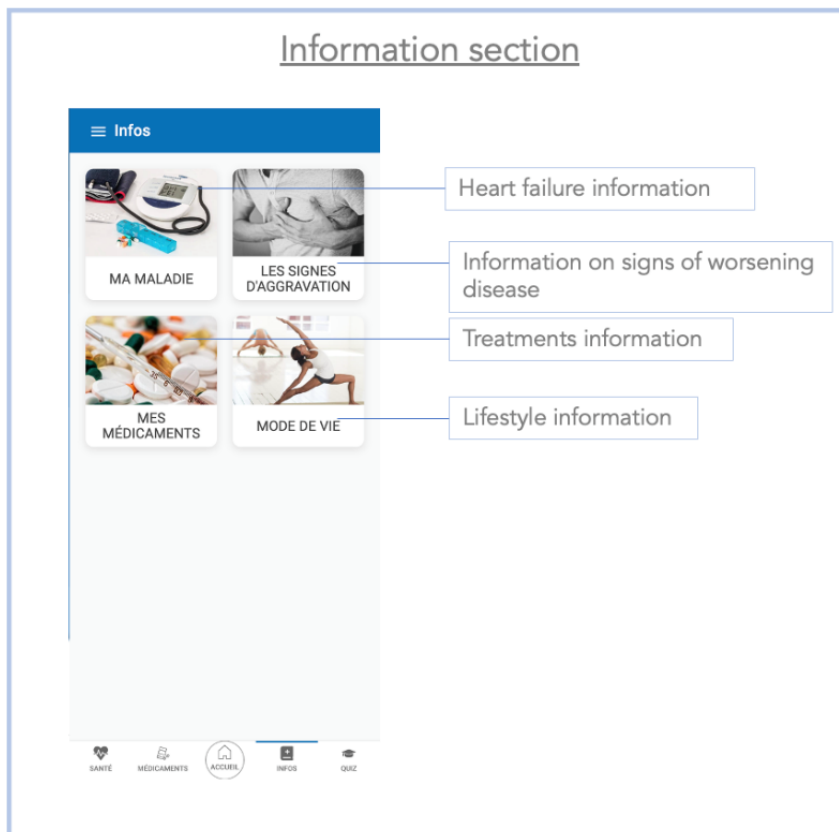 Information section
Infos
Heart failure information
MA MALADIE
LES SIGNES
D'AGGRAVATION
Information on signs of worsening
disease
Treatments information
MES
MÉDICAMENTS
MODE DE VIE
Lifestyle information
SANTÉ
MÉDICAMENTS
ACCUEIL
INFOS
QUIZ